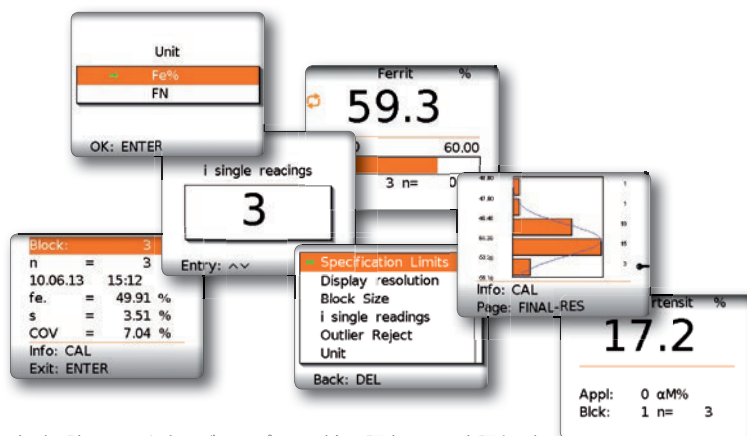 Unit
Fe%
FN
OK: ENTER
Ferrit %
59.3
60.00
3 n=
i single readings
3
Entry:
Block: 3
n = 3
10.06.13 15:12
fe. = 49.91 %
s = 3.51 %
COV = 7.04 %
Info: CAL
Exit: ENTER
Specification Limits
Display resolution
Block Size
i single readings
Outlier Reject
Unit
Back: DEL
Info: CAL
Page: FINAL-RES
%
17.2
Appl: 0 αM%
Blck: 1 n= 3